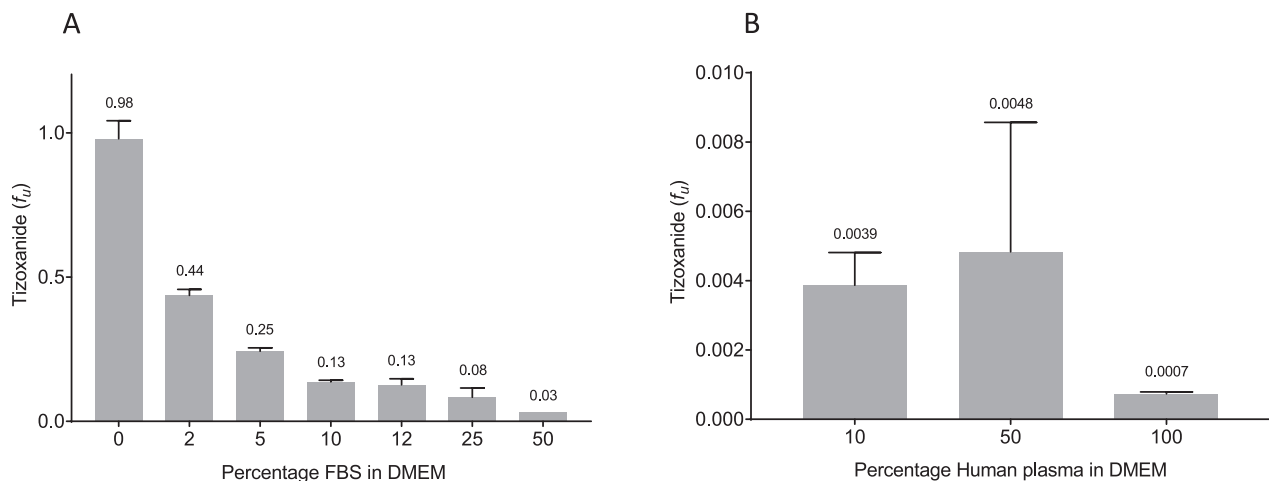 A
0.98
0.44
0.25
0.13
0.13
0.08
0.03
1.0
0.5
0.0
Tizoxanide (fu)
0 2 5 10 12 25 50
Percentage FBS in DMEM
B
0.0048
0.0039
0.0007
0.010
0.008
0.006
0.004
0.002
0.000
Tizoxanide (fu)
10 50 100
Percentage Human plasma in DMEM